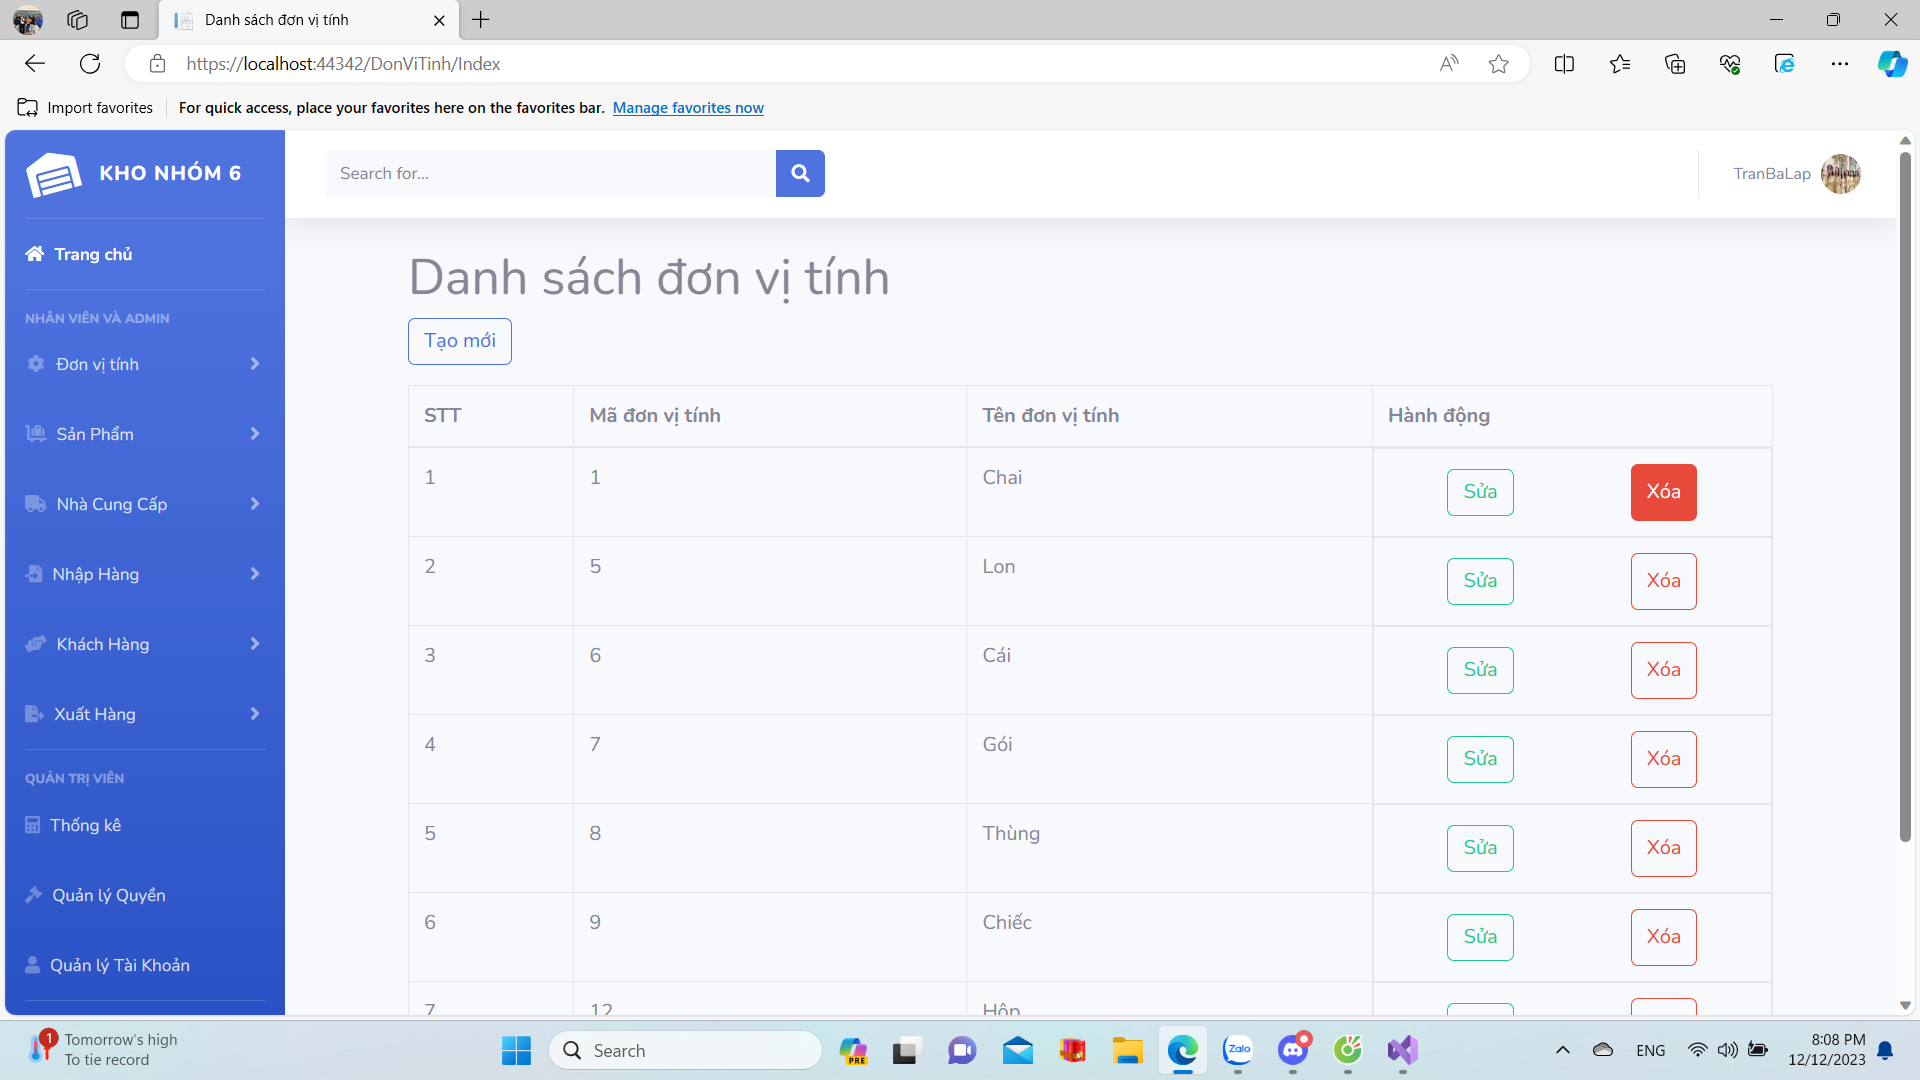 Danh sách đơn vị tính
https://localhost:44342/DonViTinh/Index
Import favorites
For quick access, place your favorites here on the favorites bar. Manage favorites now
KHO NHÓM 6
Search for...
TranBaLap
Trang chủ
NHÂN VIÊN VÀ ADMIN
Đơn vị tính
Sản Phẩm
Nhà Cung Cấp
Nhập Hàng
Khách Hàng
Xuất Hàng
QUẢN TRỊ VIÊN
Thống kê
Quản lý Quyền
Quản lý Tài Khoản
Danh sách đơn vị tính
Tạo mới
STT Mã đơn vị tính Tên đơn vị tính Hành động
1 1 Chai Sửa Xóa
2 5 Lon Sửa Xóa
3 6 Cái Sửa Xóa
4 7 Gói Sửa Xóa
5 8 Thùng Sửa Xóa
6 9 Chiếc Sửa Xóa
7 12 Hộp
1
Tomorrow's high
To tie record
Search
PRE
Zalo
ENG
8:08 PM
12/12/2023